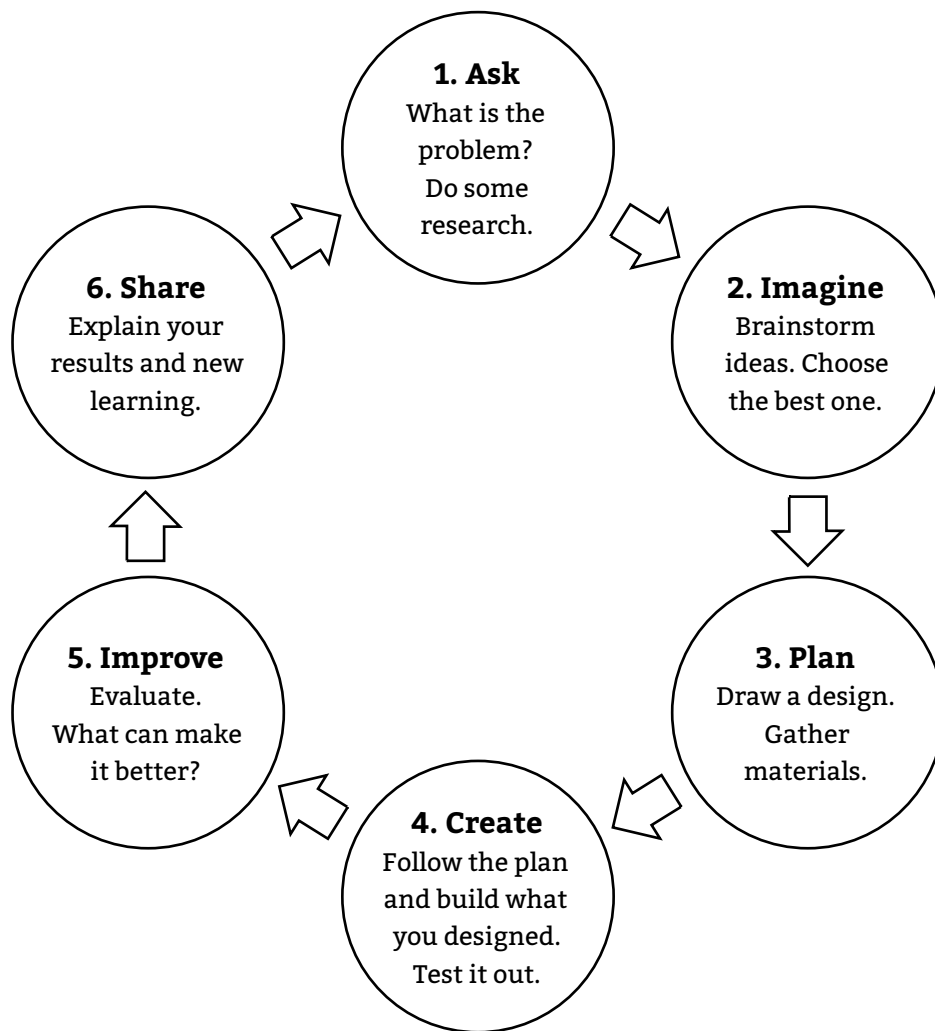 1. Ask
What is the
problem?
Do some
research.
2. Imagine
Brainstorm
ideas. Choose
the best one.
3. Plan
Draw a design.
Gather
materials.
4. Create
Follow the plan
and build what
you designed.
Test it out.
5. Improve
Evaluate.
What can make
it better?
6. Share
Explain your
results and new
learning.